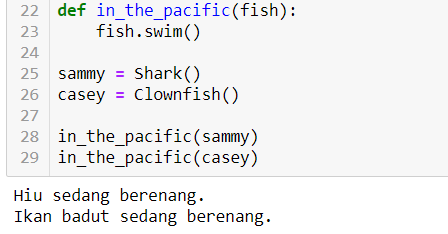 22 def in_the_pacific(fish):
23     fish.swim()
24
25 sammy = Shark()
26 casey = Clownfish()
27
28 in_the_pacific(sammy)
29 in_the_pacific(casey)
Hiu sedang berenang.
Ikan badut sedang berenang.